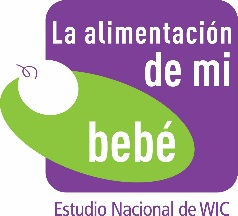 La alimentación
de mi
bebé
Estudio Nacional de WIC